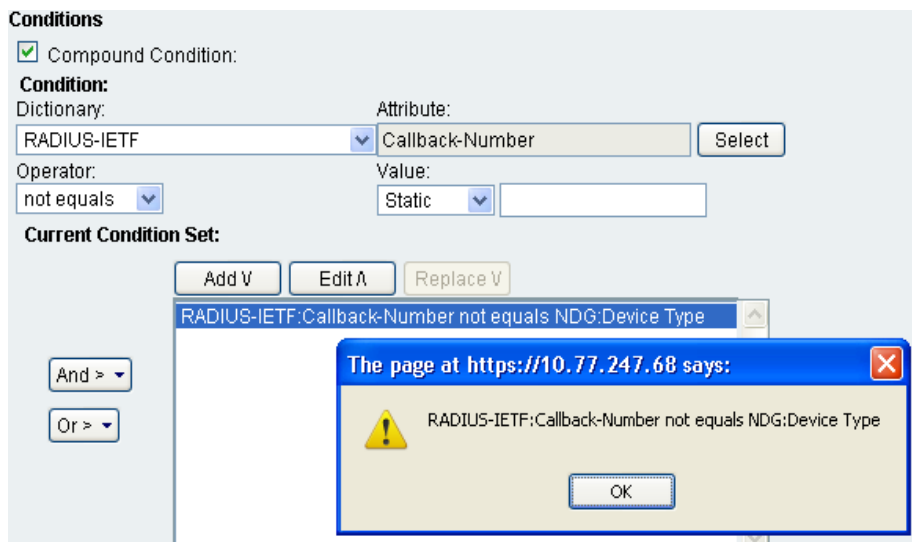 Conditions
Compound Condition:
Condition:
Dictionary: Attribute:
RADIUS-IETF Callback-Number Select
Operator: Value:
not equals Static
Current Condition Set:
Add V Edit Λ Replace V
RADIUS-IETF:Callback-Number not equals NDG:Device Type
And >
Or >
The page at https://10.77.247.68 says:
RADIUS-IETF:Callback-Number not equals NDG:Device Type
OK